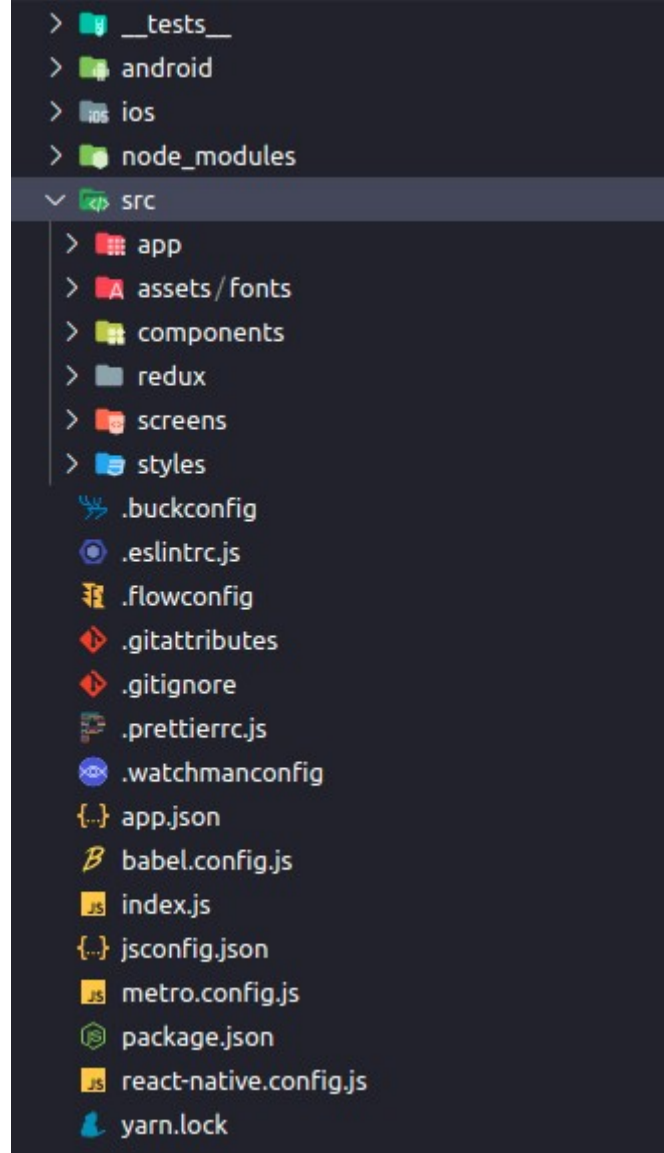 __tests__
android
ios
node_modules
src
app
assets/fonts
components
redux
screens
styles
.buckconfig
.eslintrc.js
.flowconfig
.gitattributes
.gitignore
.prettierrc.js
.watchmanconfig
app.json
babel.config.js
index.js
jsconfig.json
metro.config.js
package.json
react-native.config.js
yarn.lock